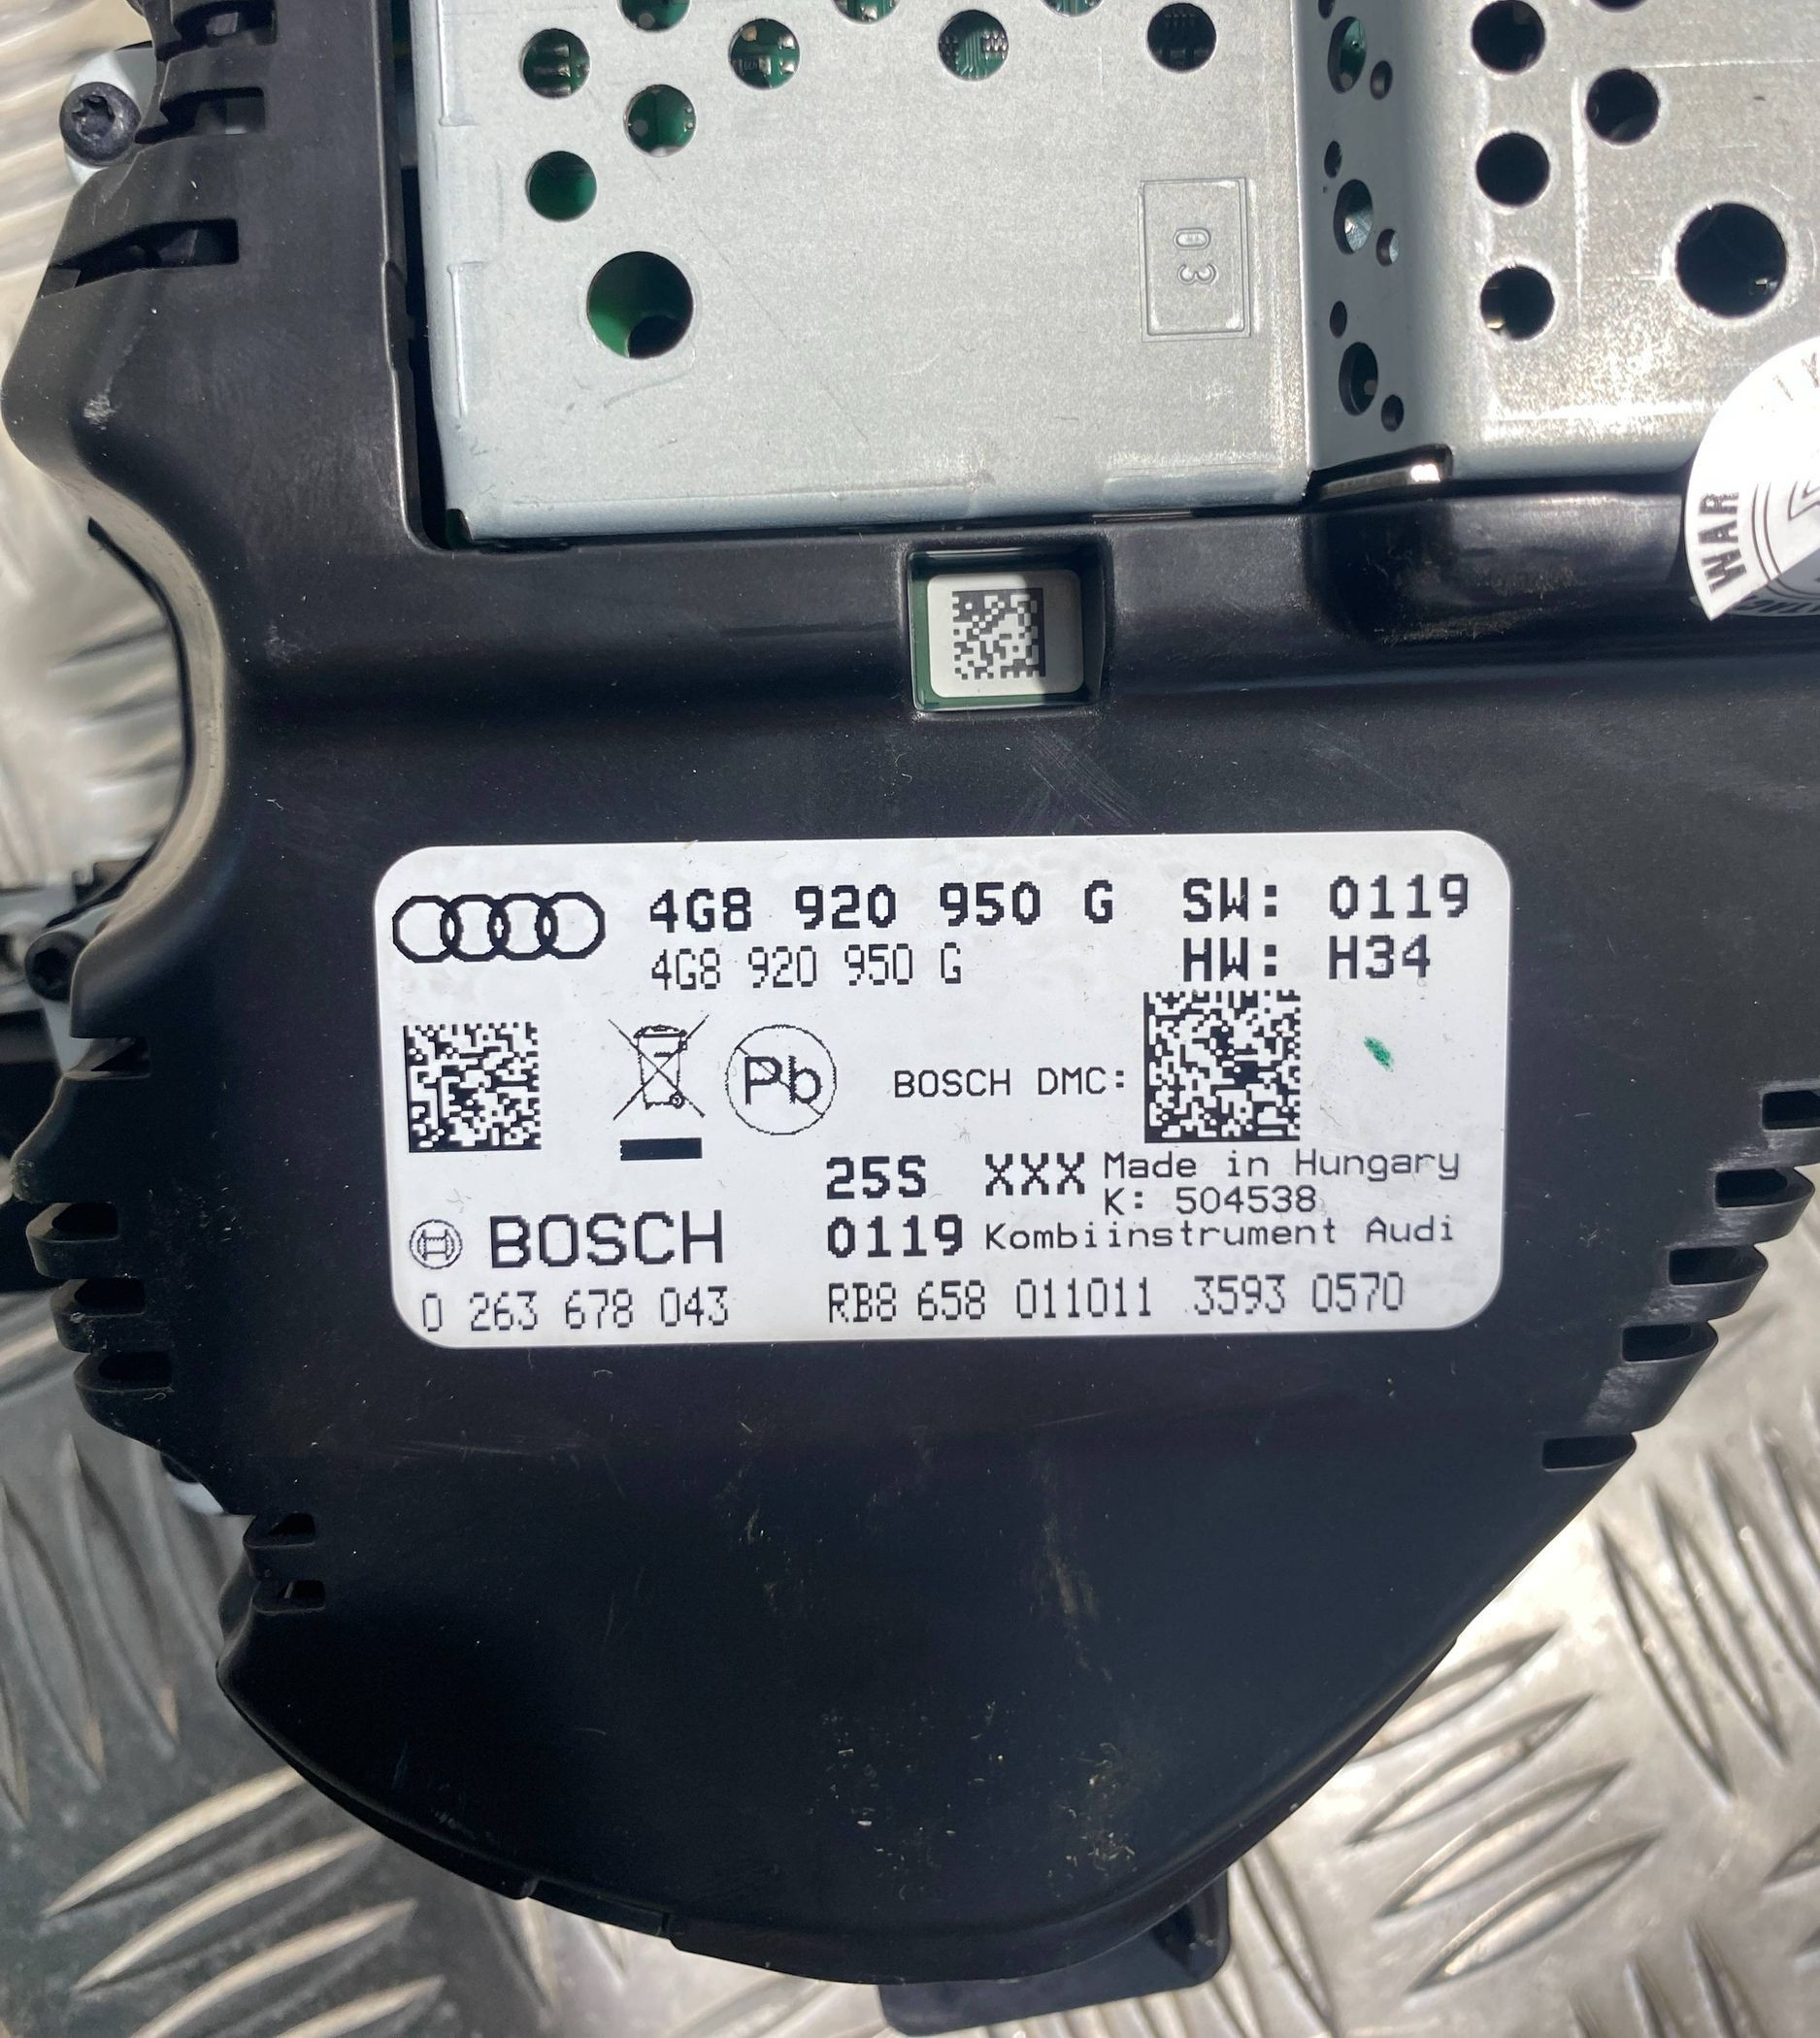 03
WAR
4G8 920 950 G SW: 0119
4G8 920 950 G HW: H34
Pb BOSCH DMC:
25S XXX Made in Hungary
K: 504538
BOSCH 0119 Kombiinstrument Audi
0 263 678 043 RB8 658 011011 3593 0570